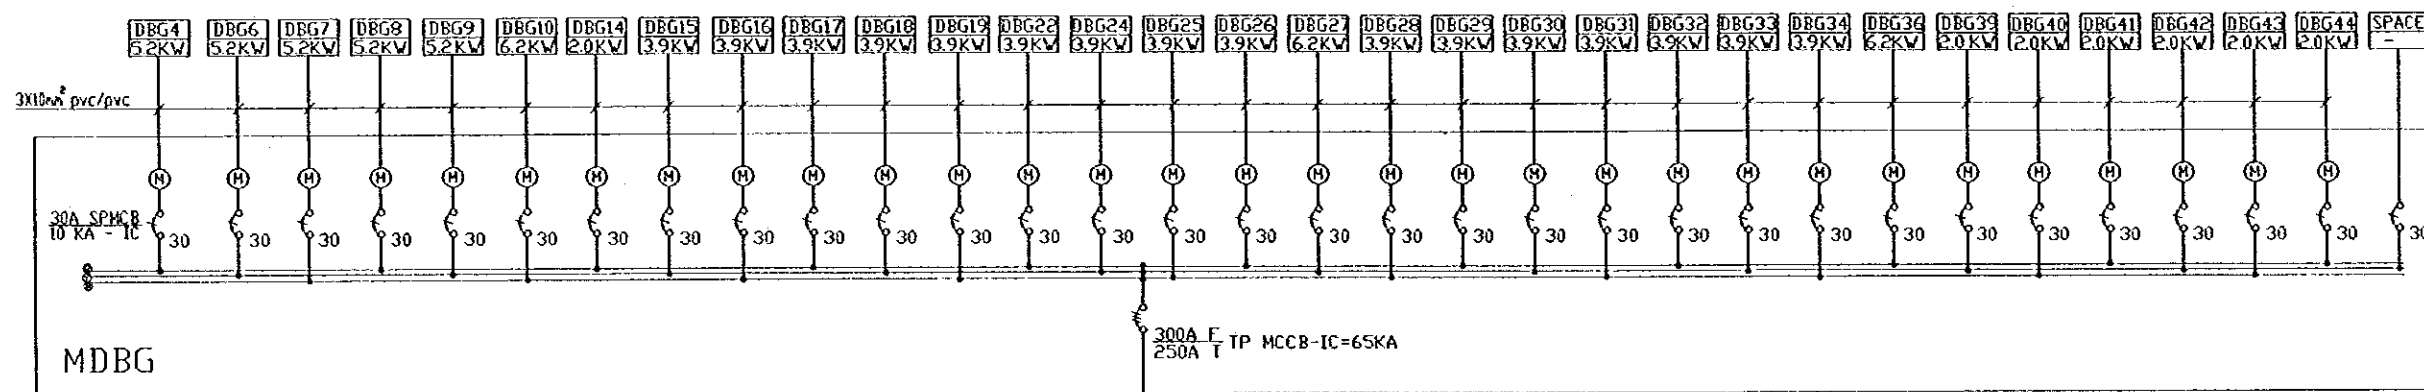 DBG4 DBG6 DBG7 DBG8 DBG9 DBG10 DBG14 DBG15 DBG16 DBG17 DBG18 DBG19 DBG22 DBG24 DBG25 DBG26 DBG27 DBG28 DBG29 DBG30 DBG31 DBG32 DBG33 DBG34 DBG36 DBG39 DBG40 DBG41 DBG42 DBG43 DBG44 SPACE
5.2KW 5.2KW 5.2KW 5.2KW 5.2KW 6.2KW 2.0KW 3.9KW 3.9KW 3.9KW 3.9KW 3.9KW 3.9KW 3.9KW 3.9KW 3.9KW 6.2KW 3.9KW 3.9KW 3.9KW 3.9KW 3.9KW 3.9KW 3.9KW 6.2KW 2.0KW 2.0KW 2.0KW 2.0KW 2.0KW 2.0KW -
3X10mm² pvc/pvc
M M M M M M M M M M M M M M M M M M M M M M M M M M M M M M M
30A SPMCB
10 KA - IC
30 30 30 30 30 30 30 30 30 30 30 30 30 30 30 30 30 30 30 30 30 30 30 30 30 30 30 30 30 30 30 30
300A F
250A T TP MCCB-IC=65KA
MDBG